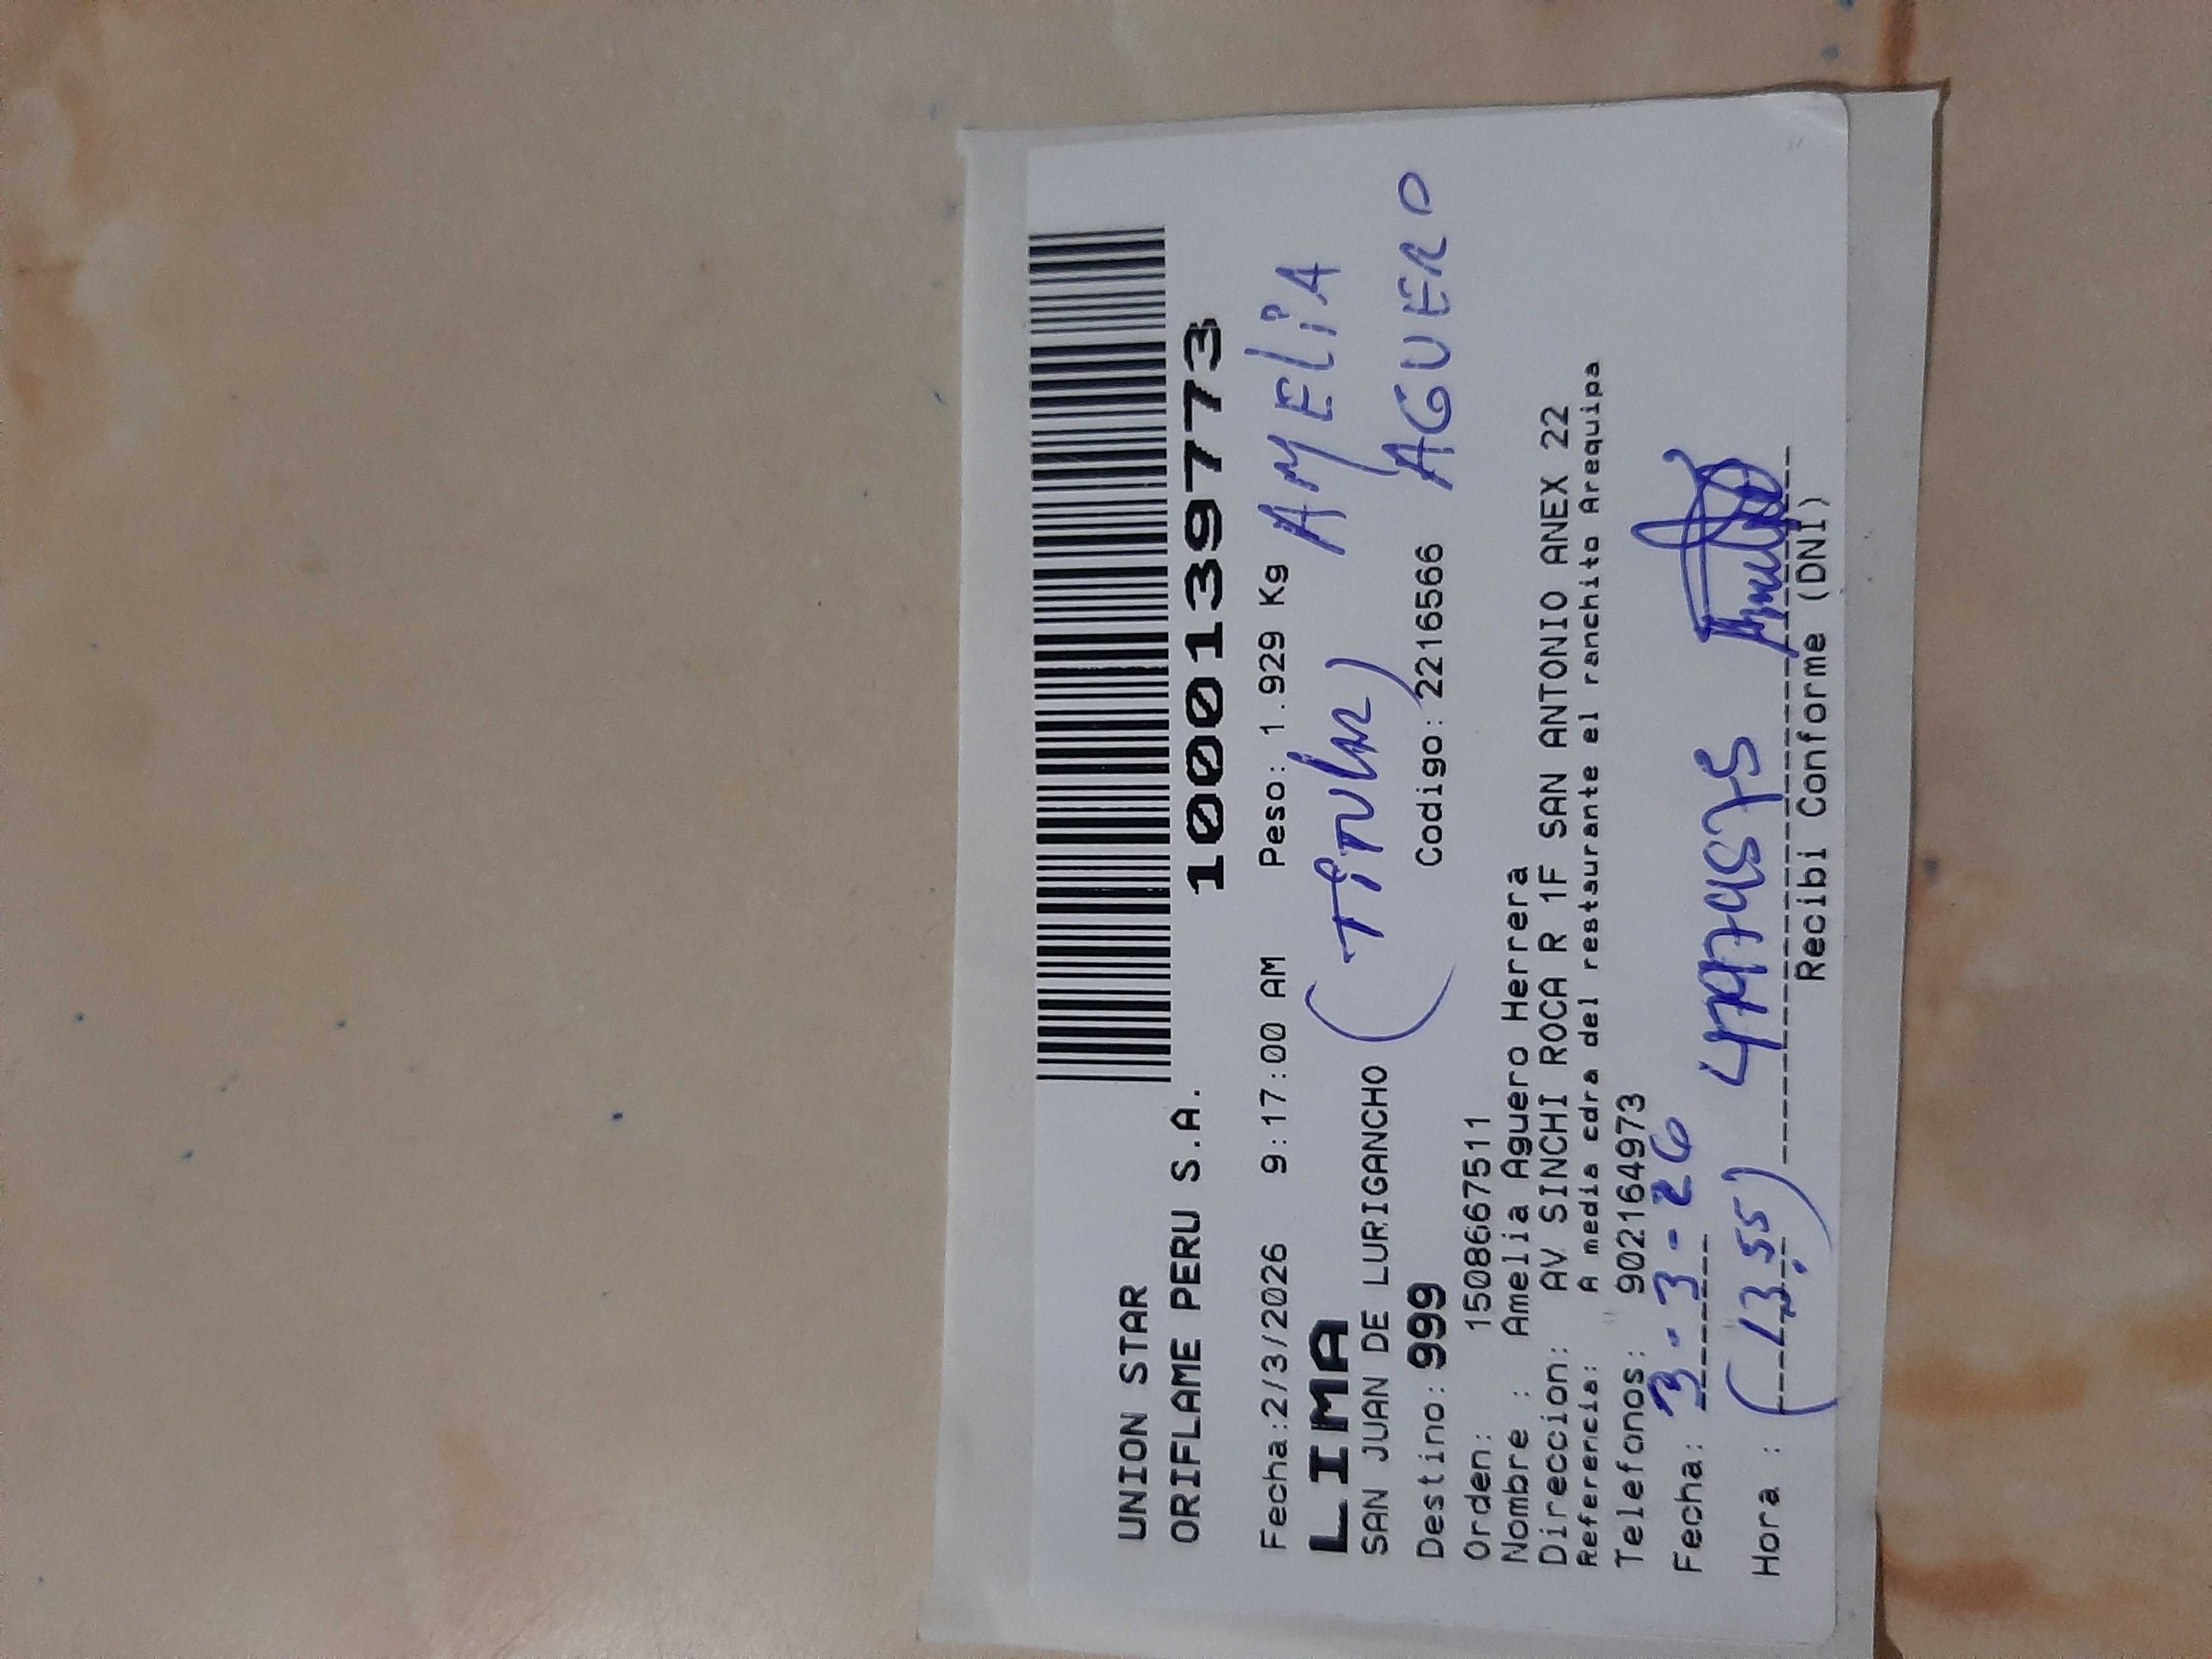 UNION STAR
ORIFLAME PERU S.A.
1000139773
Fecha:2/3/2026 9:17:00 AM Peso: 1.929 Kg AMELIA
LIMA
SAN JUAN DE LURIGANCHO (TITULAR) AGUERO
Destino: 999 Codigo: 2216566
Orden: 15086667511
Nombre : Amelia Aguero Herrera
Direccion: AV SINCHI ROCA R 1F SAN ANTONIO ANEX 22
Referencia: A media cdra del restaurante el ranchito Arequipa
Telefonos: 902164973
Fecha: 3-3-26
Hora : (13:55)
Recibi Conforme (DNI)